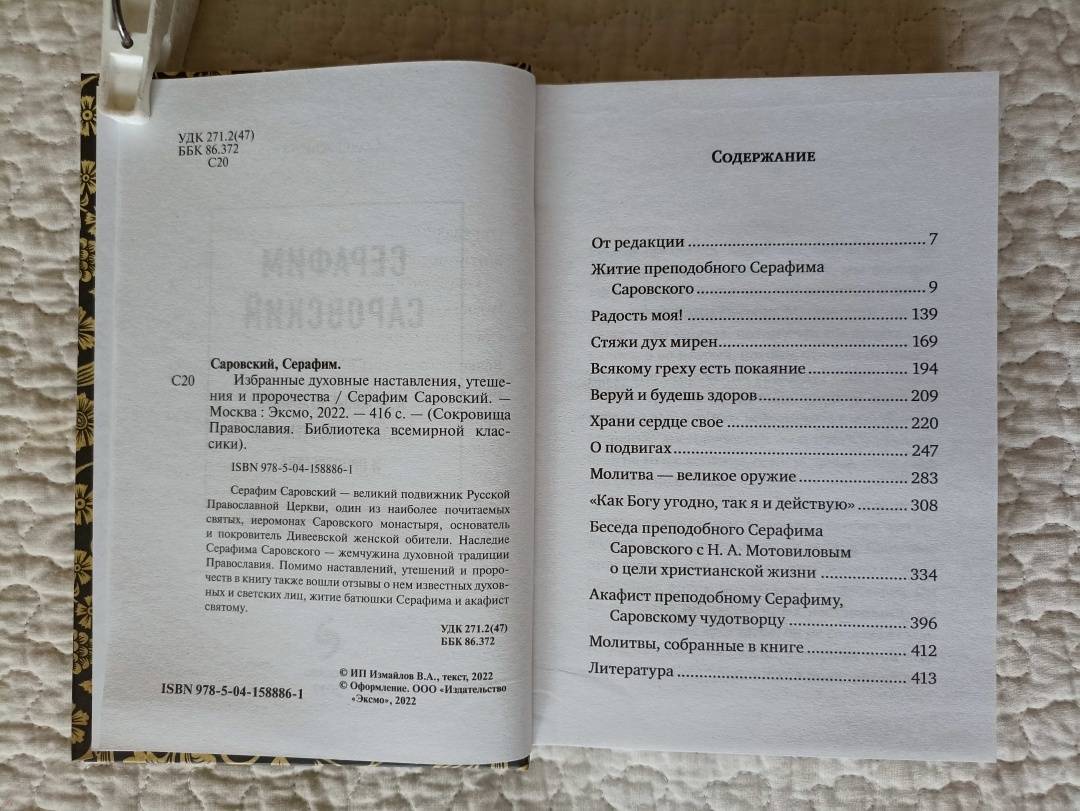 УДК 271.2(47)
ББК 86.372
С20
Саровский, Серафим.
С20 Избранные духовные наставления, утеше-
ния и пророчества / Серафим Саровский. —
Москва : Эксмо, 2022. — 416 с. — (Сокровища
Православия. Библиотека всемирной клас-
сики).
ISBN 978-5-04-158886-1
Серафим Саровский — великий подвижник Русской
Православной Церкви, один из наиболее почитаемых
святых, иеромонах Саровского монастыря, основатель
и покровитель Дивеевской женской обители. Наследие
Серафима Саровского — жемчужина духовной традиции
Православия. Помимо наставлений, утешений и проро-
честв в книгу также вошли отзывы о нем известных духов-
ных и светских лиц, житие батюшки Серафима и акафист
святому.
УДК 271.2(47)
ББК 86.372
© ИП Измайлов В.А., текст, 2022
© Оформление. ООО «Издательство
«Эксмо», 2022
ISBN 978-5-04-158886-1
СЕРАФИМ
САРОВСКИЙ
Содержание
От редакции ........................................ 7
Житие преподобного Серафима
Саровского ........................................ 9
Радость моя! ........................................ 139
Стяжи дух мирен ........................................ 169
Всякому греху есть покаяние ........................ 194
Веруй и будешь здоров ........................ 209
Храни сердце свое ........................ 220
О подвигах ........................................ 247
Молитва — великое оружие ........................ 283
«Как Богу угодно, так я и действую» ............ 308
Беседа преподобного Серафима
Саровского с Н. А. Мотовиловым
о цели христианской жизни ................ 334
Акафист преподобному Серафиму,
Саровскому чудотворцу ........................ 396
Молитвы, собранные в книге ........................ 412
Литература ........................................ 413